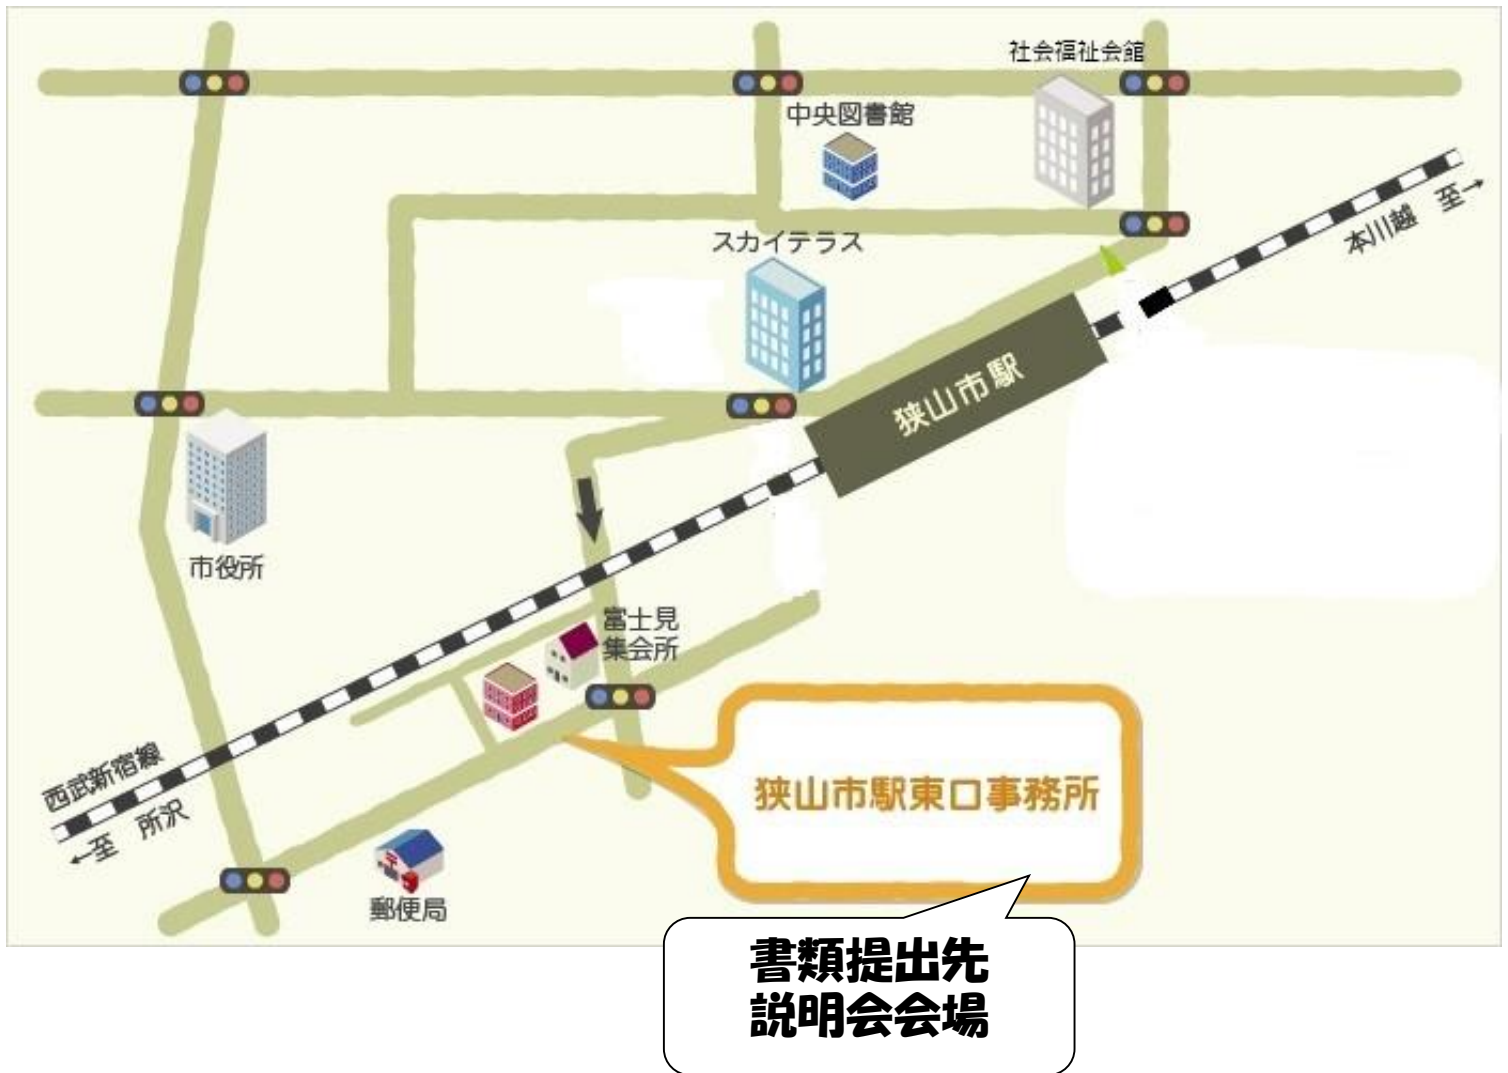 社会福祉会館
中央図書館
スカイテラス
本川越 至→
狭山市駅
市役所
富士見
集会所
西武新宿線
←至 所沢
狭山市駅東口事務所
郵便局
書類提出先
説明会会場